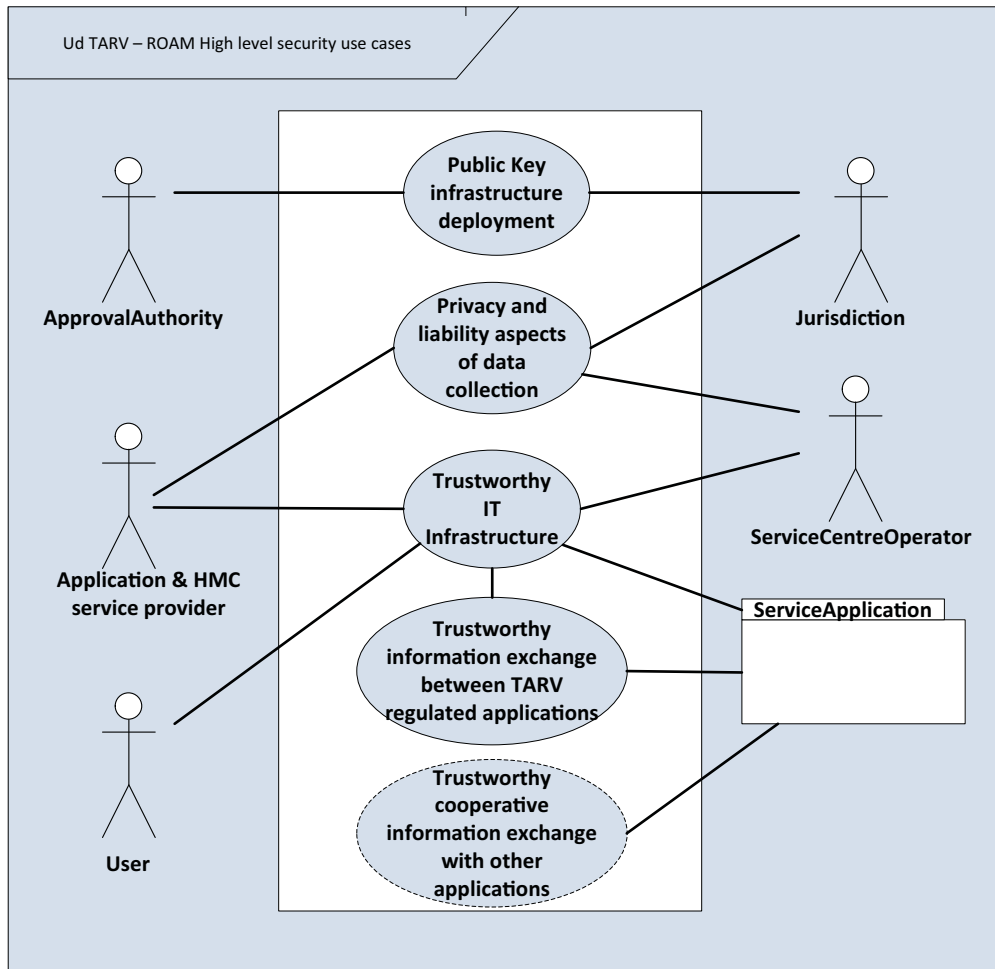 Ud TARV – ROAM High level security use cases
Public Key
infrastructure
deployment
ApprovalAuthority
Jurisdiction
Privacy and
liability aspects
of data
collection
Trustworthy
IT
Infrastructure
Application & HMC
service provider
ServiceCentreOperator
ServiceApplication
Trustworthy
information exchange
between TARV
regulated applications
User
Trustworthy
cooperative
information exchange
with other
applications